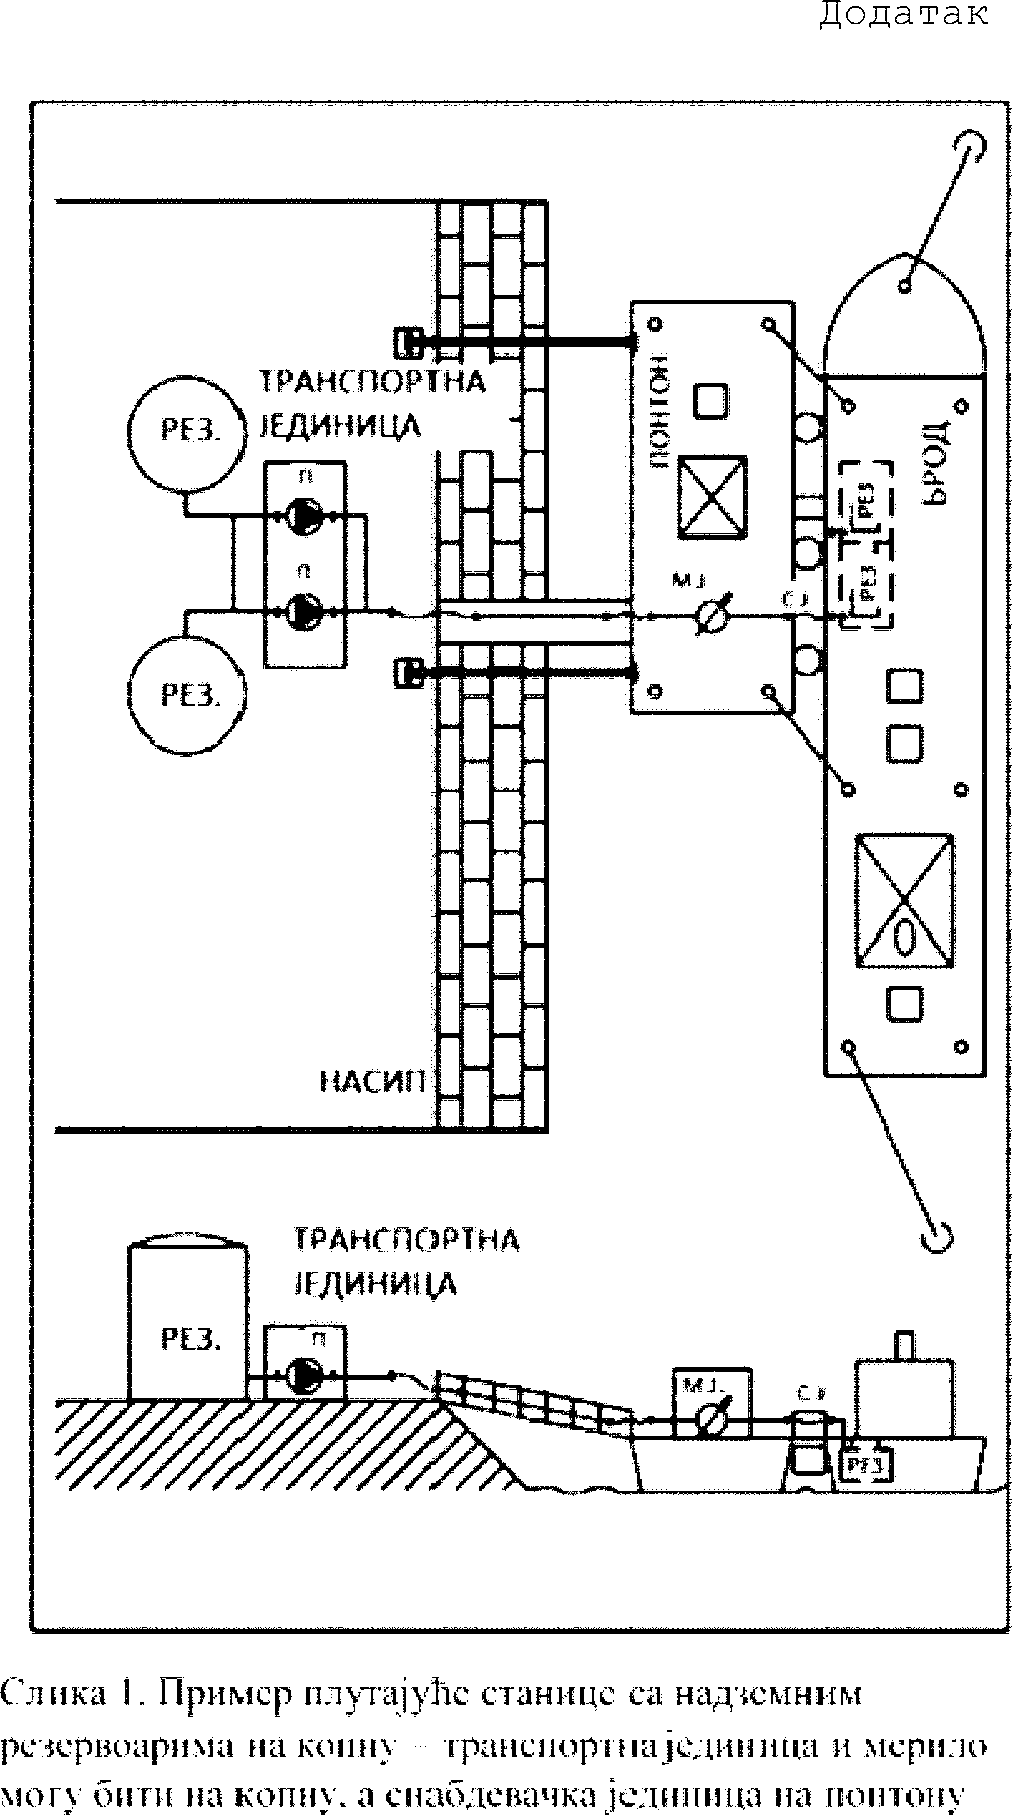 Додатак
ТРАНСПОРТНА
ЈЕДИНИЦА
РЕЗ.
П
П
РЕЗ.
ПОНТОН
М.Ј.
С.Ј.
БРОД
РЕЗ
РЕЗ
НАСИП
ТРАНСПОРТНА
ЈЕДИНИЦА
РЕЗ.
П
М.Ј.
С.Ј.
РЕЗ
Слика 1. Пример плутајуће станице са надземним
резервоарима на копну – транспортна јединица и мерило
могу бити на копну, а снабдевачка јединица на понтону